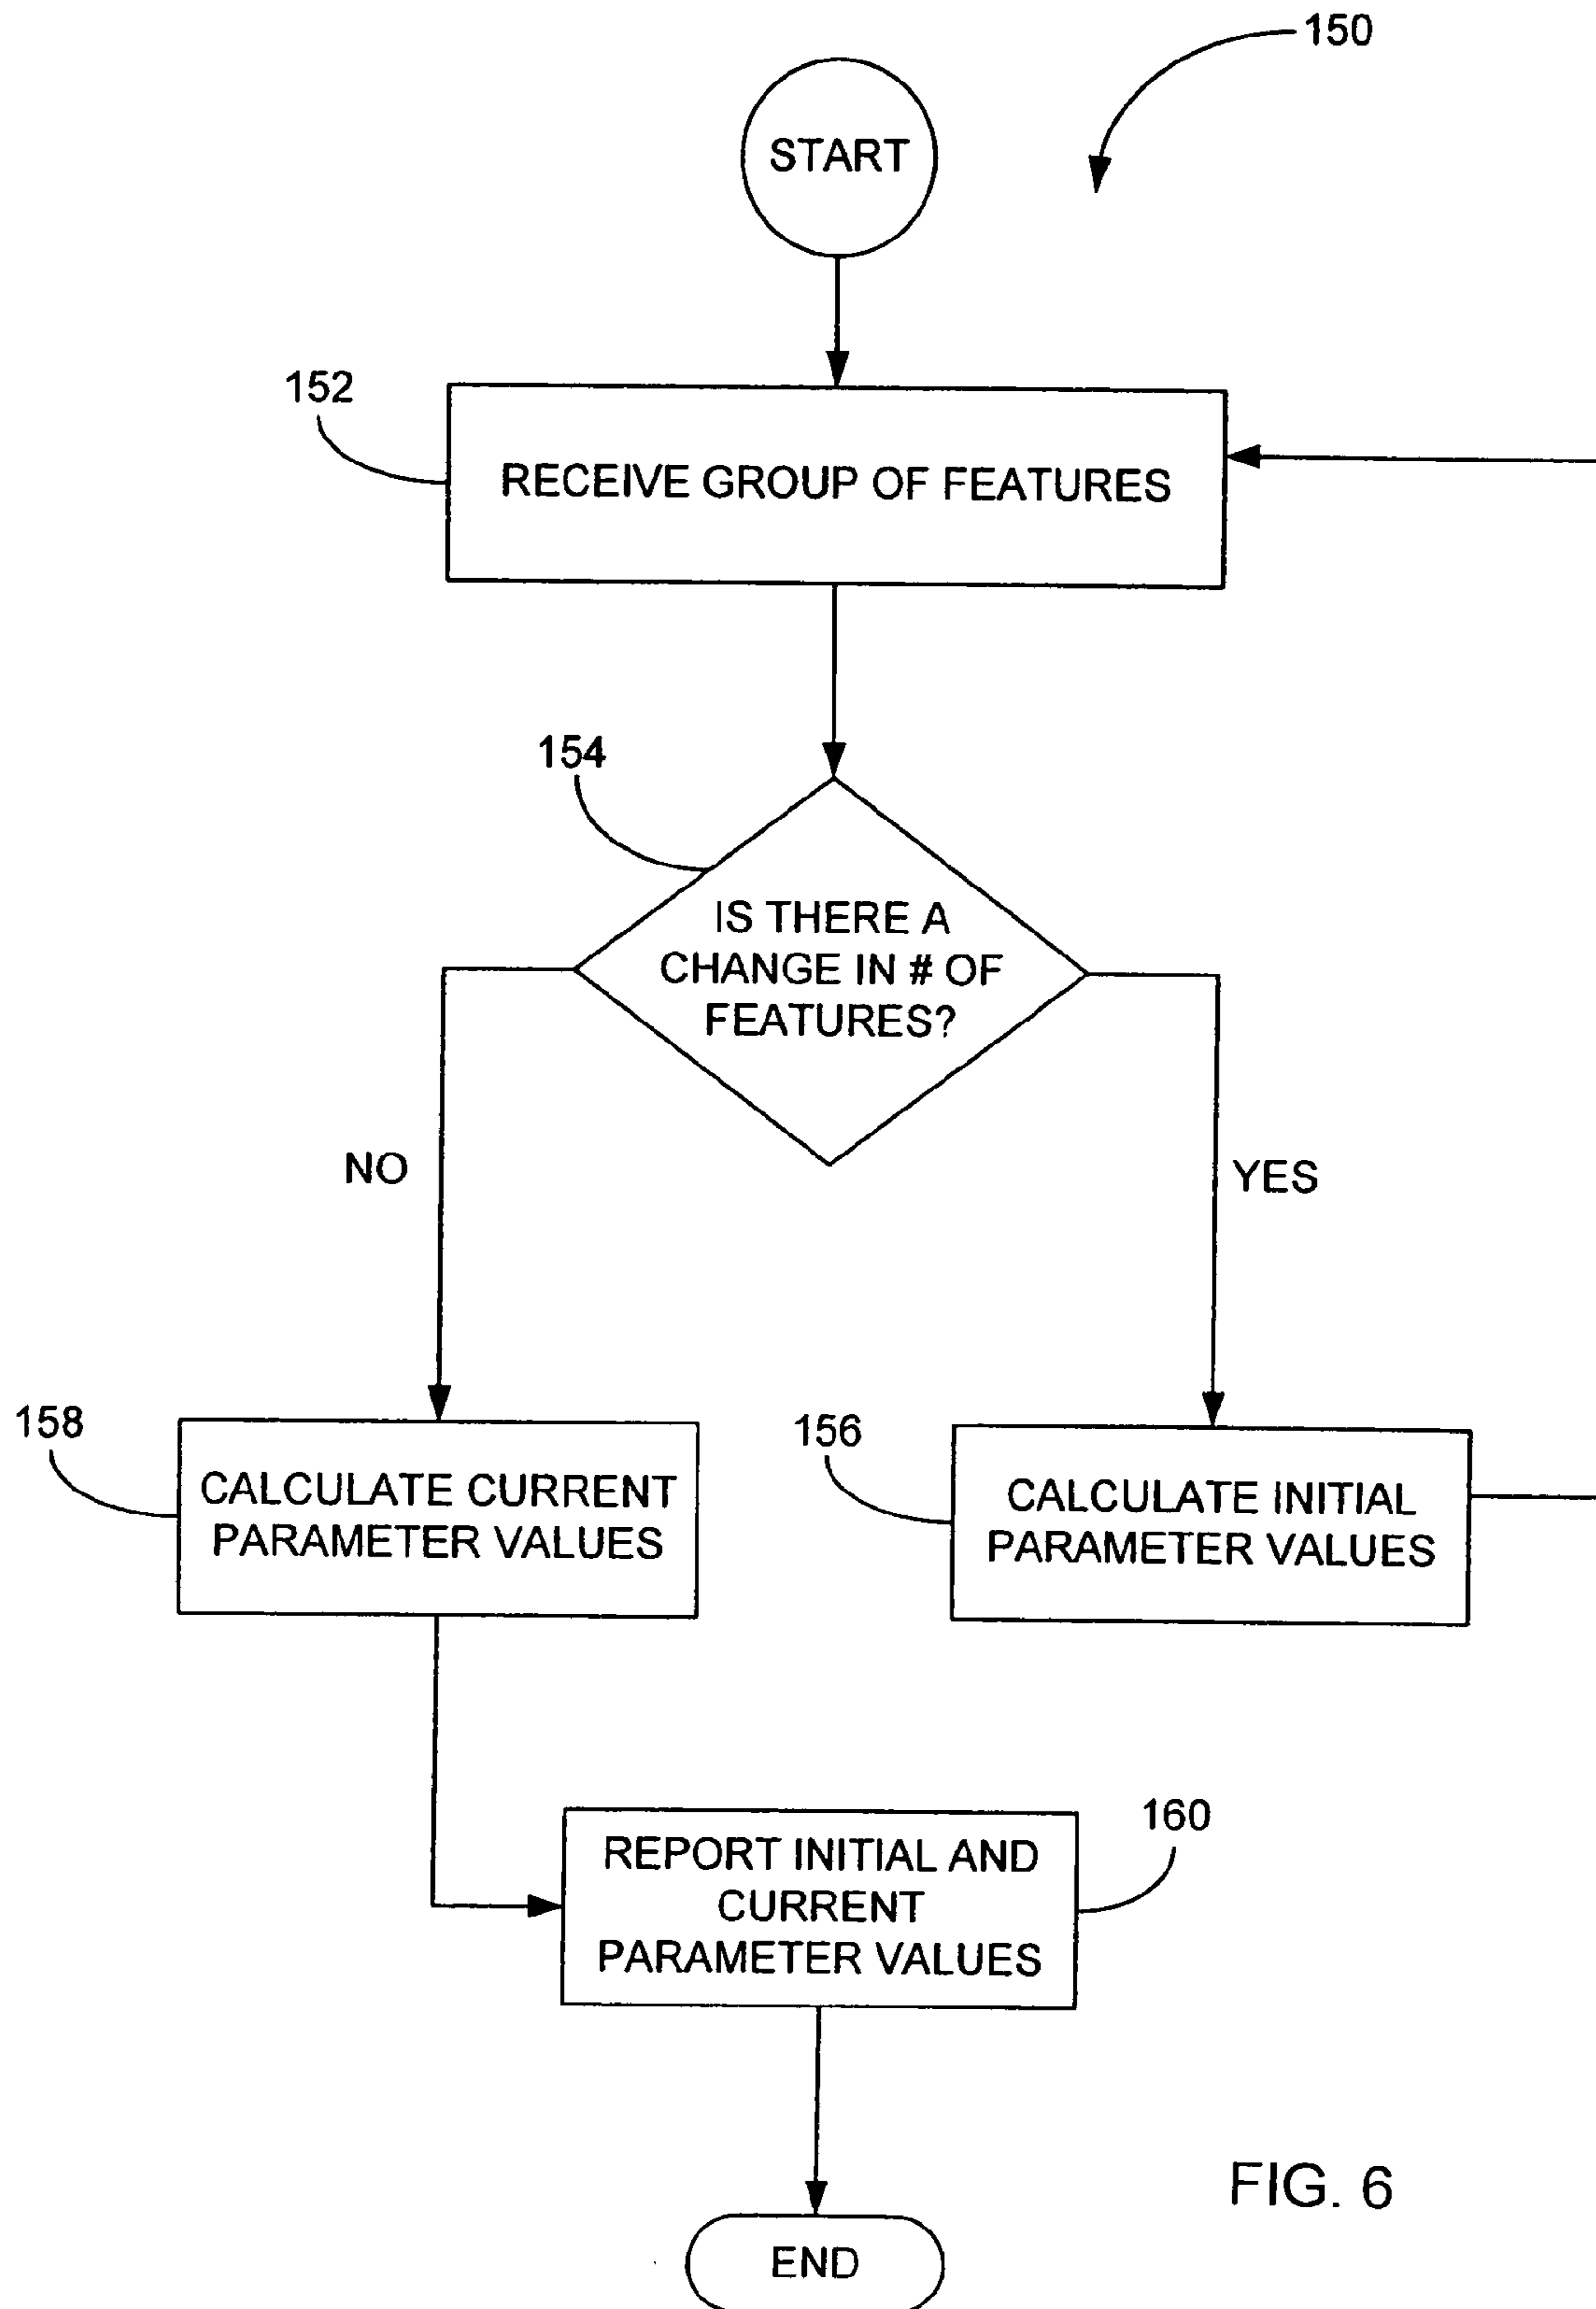 150
START
152
RECEIVE GROUP OF FEATURES
154
IS THERE A
CHANGE IN # OF
FEATURES?
NO
YES
158
CALCULATE CURRENT
PARAMETER VALUES
156
CALCULATE INITIAL
PARAMETER VALUES
160
REPORT INITIAL AND
CURRENT
PARAMETER VALUES
FIG. 6
END